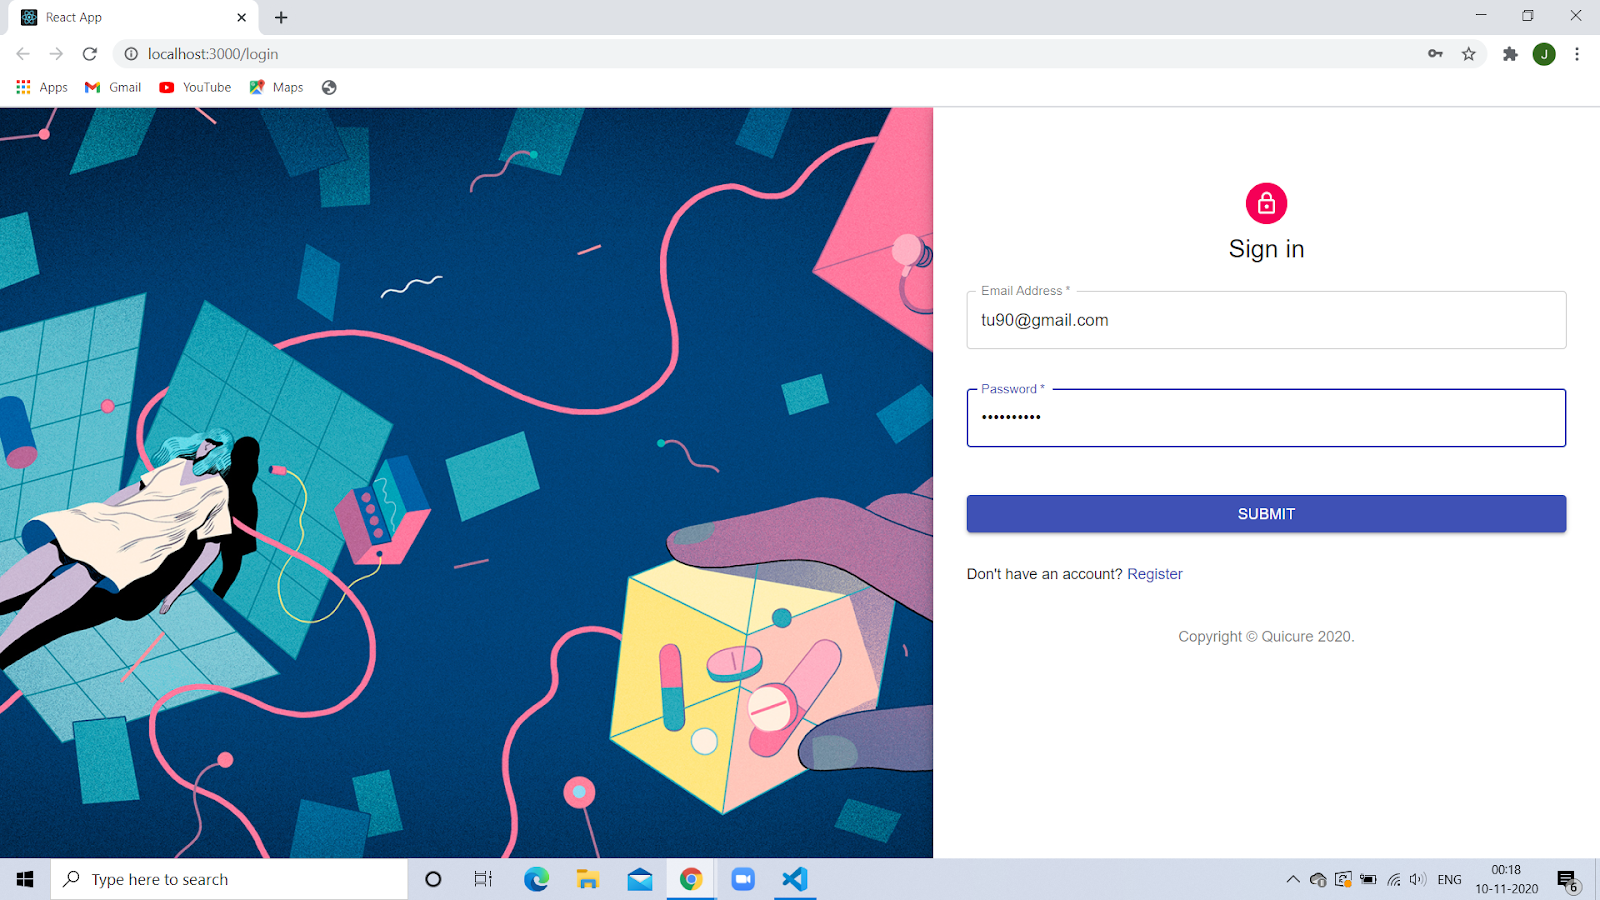 React App
localhost:3000/login
J
Apps
Gmail
YouTube
Maps
Sign in
Email Address *
tu90@gmail.com
Password *
••••••••••
SUBMIT
Don't have an account? Register
Copyright © Quicure 2020.
Type here to search
ENG
00:18
10-11-2020
6